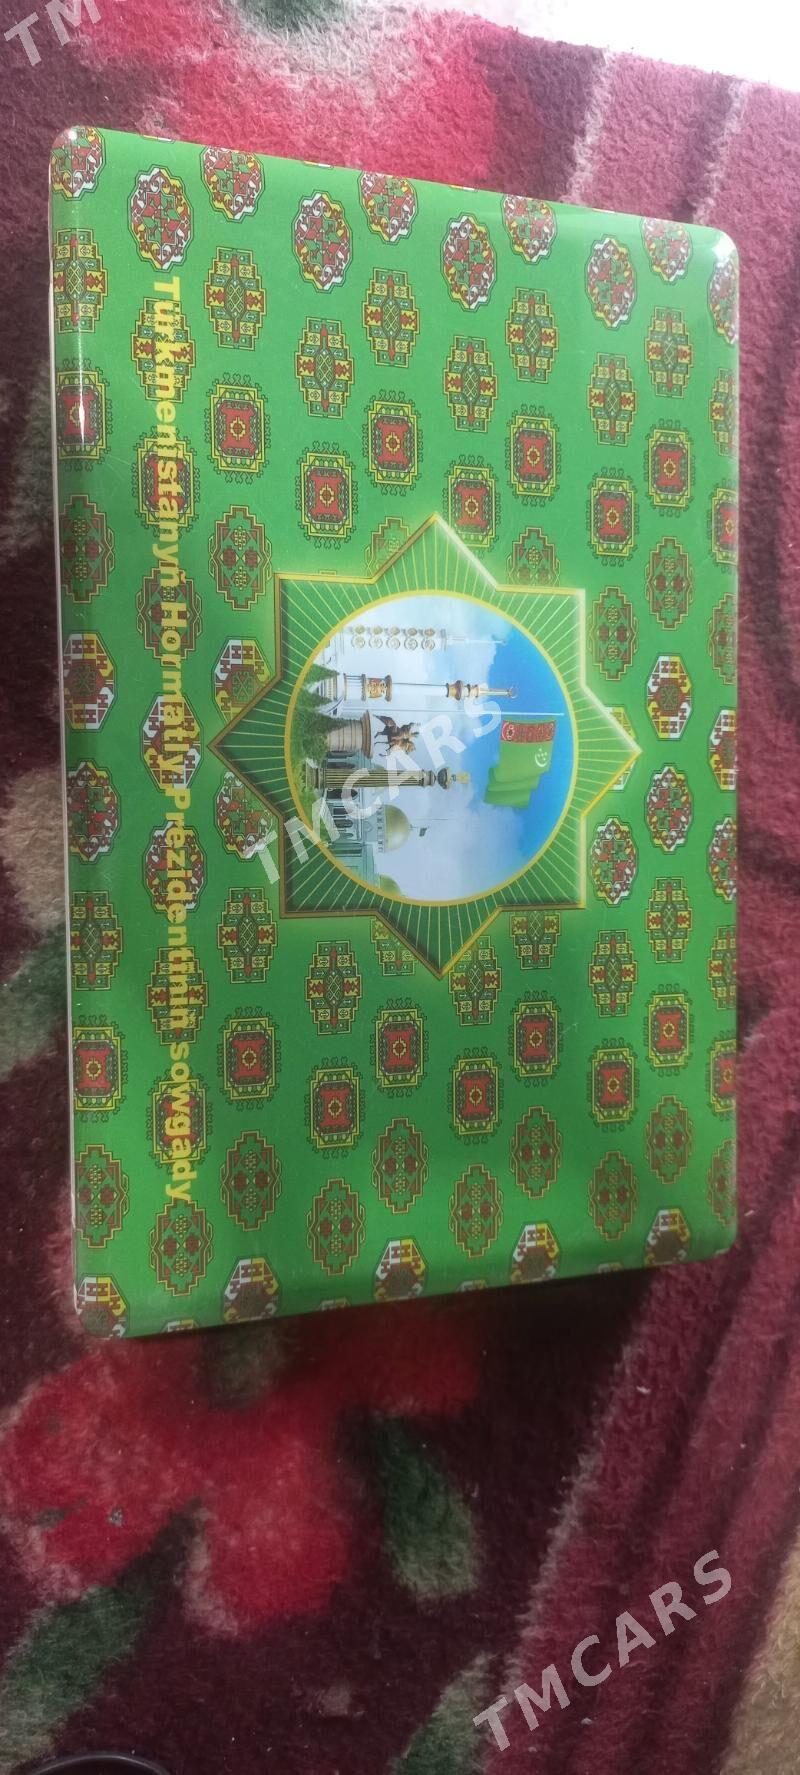 TMCARS
Türkmenistanyň Hormatly Prezidentiniň sowgady
TMCARS
TMCARS